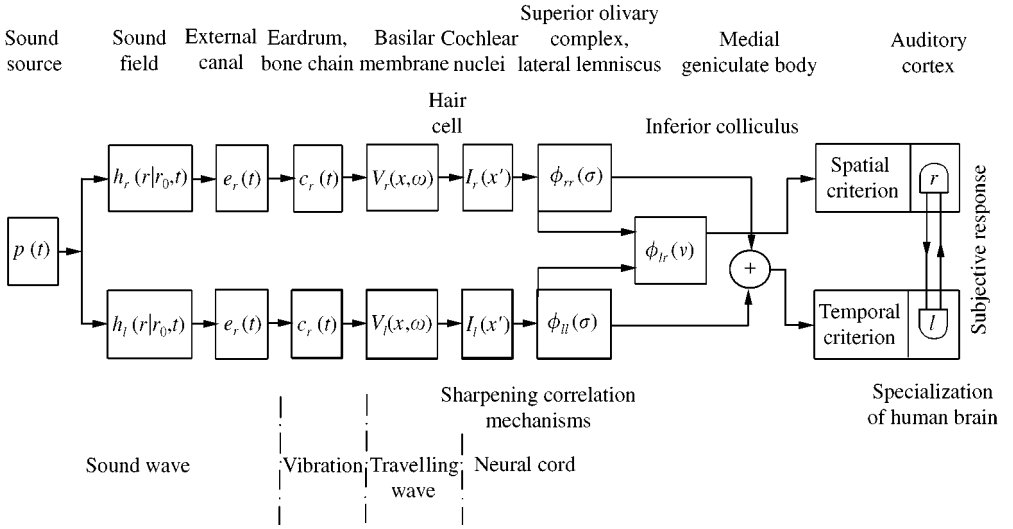 Sound source
Sound field
External canal
Eardrum, bone chain
Basilar membrane
Cochlear nuclei
Superior olivary complex, lateral lemniscus
Medial geniculate body
Auditory cortex
Hair cell
Inferior colliculus
p (t)
h_r (r|r_0,t)
e_r (t)
c_r (t)
V_r(x,ω)
I_r(x')
ϕ_rr(σ)
Spatial criterion
r
ϕ_lr(v)
+
h_l (r|r_0,t)
e_r (t)
c_r (t)
V_l(x,ω)
I_l(x')
ϕ_ll(σ)
Temporal criterion
l
Subjective response
Sharpening correlation mechanisms
Specialization of human brain
Sound wave
Vibration
Travelling wave
Neural cord